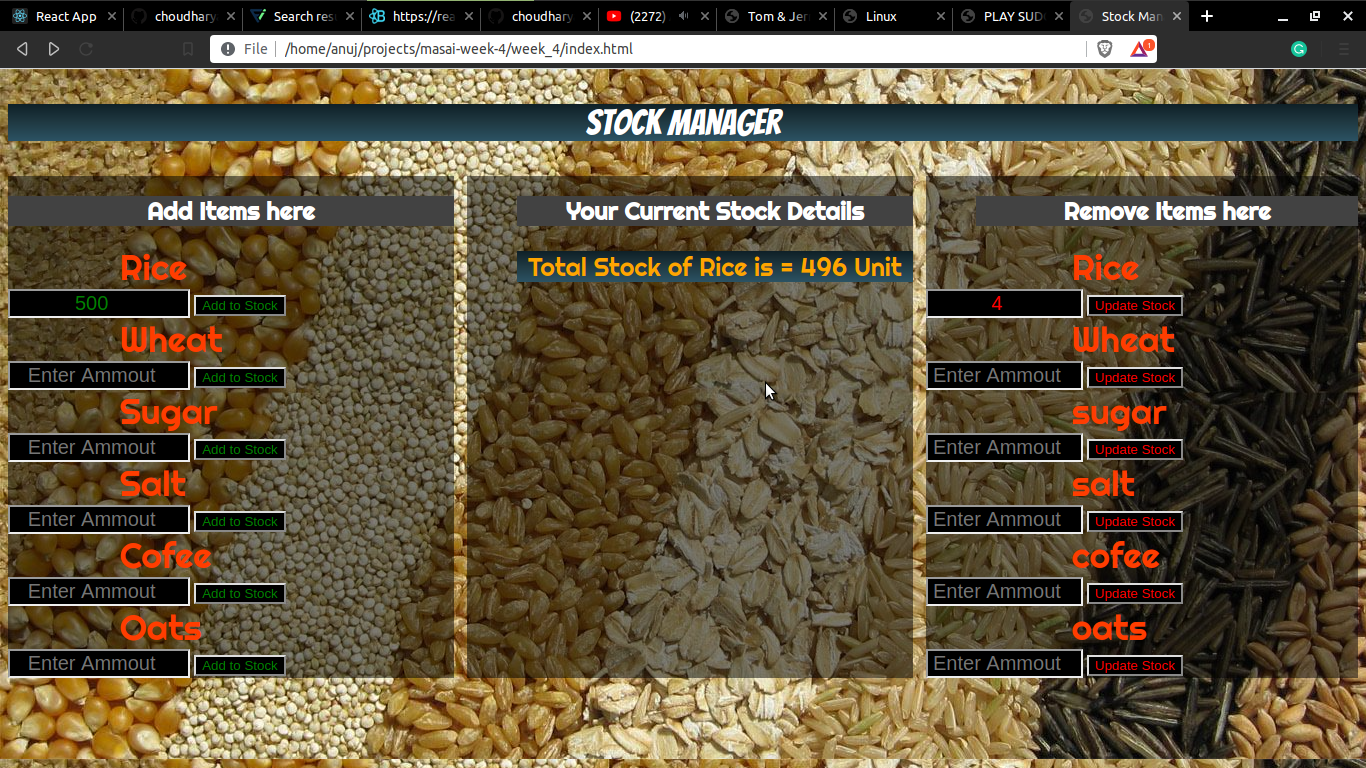 React App
choudhary
Search res
https://rea
choudhary
(2272)
Tom & Jer
Linux
PLAY SUD
Stock Man
File /home/anuj/projects/masai-week-4/week_4/index.html
1
STOCK MANAGER
Add Items here
Rice
500 Add to Stock
Wheat
Enter Ammout Add to Stock
Sugar
Enter Ammout Add to Stock
Salt
Enter Ammout Add to Stock
Cofee
Enter Ammout Add to Stock
Oats
Enter Ammout Add to Stock
Your Current Stock Details
Total Stock of Rice is = 496 Unit
Remove Items here
Rice
4 Update Stock
Wheat
Enter Ammout Update Stock
sugar
Enter Ammout Update Stock
salt
Enter Ammout Update Stock
cofee
Enter Ammout Update Stock
oats
Enter Ammout Update Stock